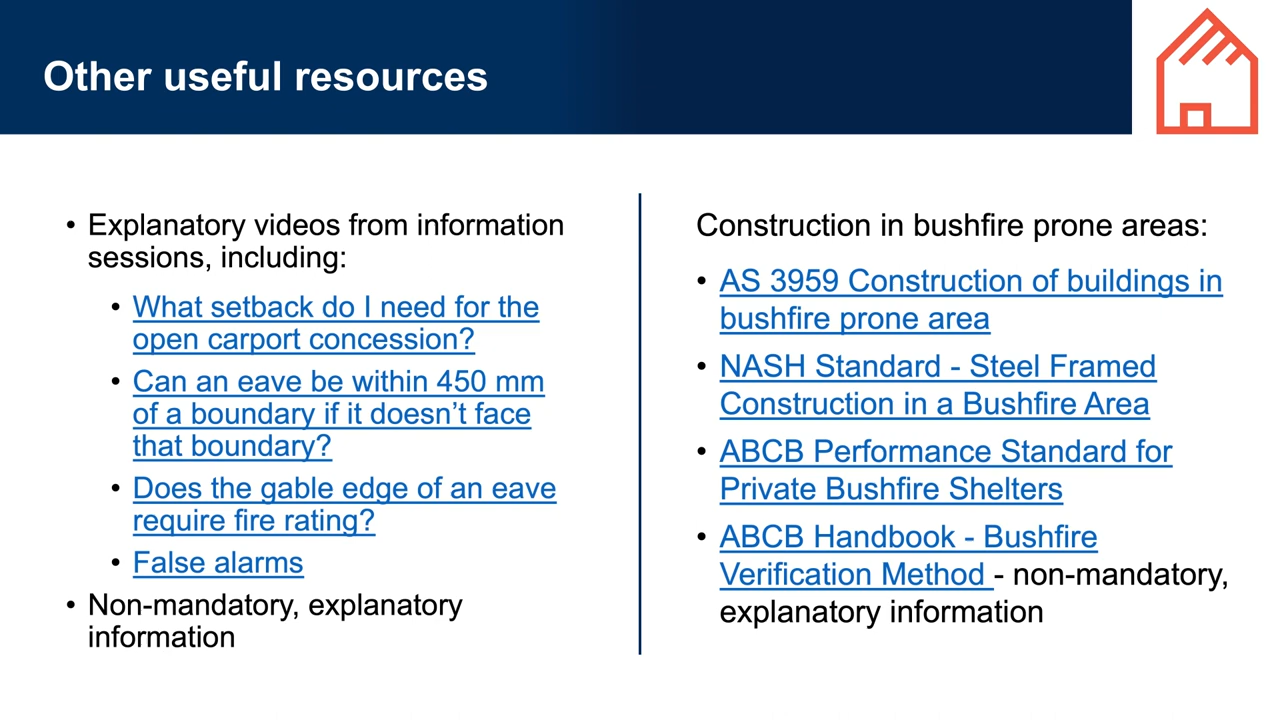 Other useful resources
• Explanatory videos from information
sessions, including:
• What setback do I need for the
open carport concession?
• Can an eave be within 450 mm
of a boundary if it doesn’t face
that boundary?
• Does the gable edge of an eave
require fire rating?
• False alarms
• Non-mandatory, explanatory
information
Construction in bushfire prone areas:
• AS 3959 Construction of buildings in
bushfire prone area
• NASH Standard - Steel Framed
Construction in a Bushfire Area
• ABCB Performance Standard for
Private Bushfire Shelters
• ABCB Handbook - Bushfire
Verification Method - non-mandatory,
explanatory information